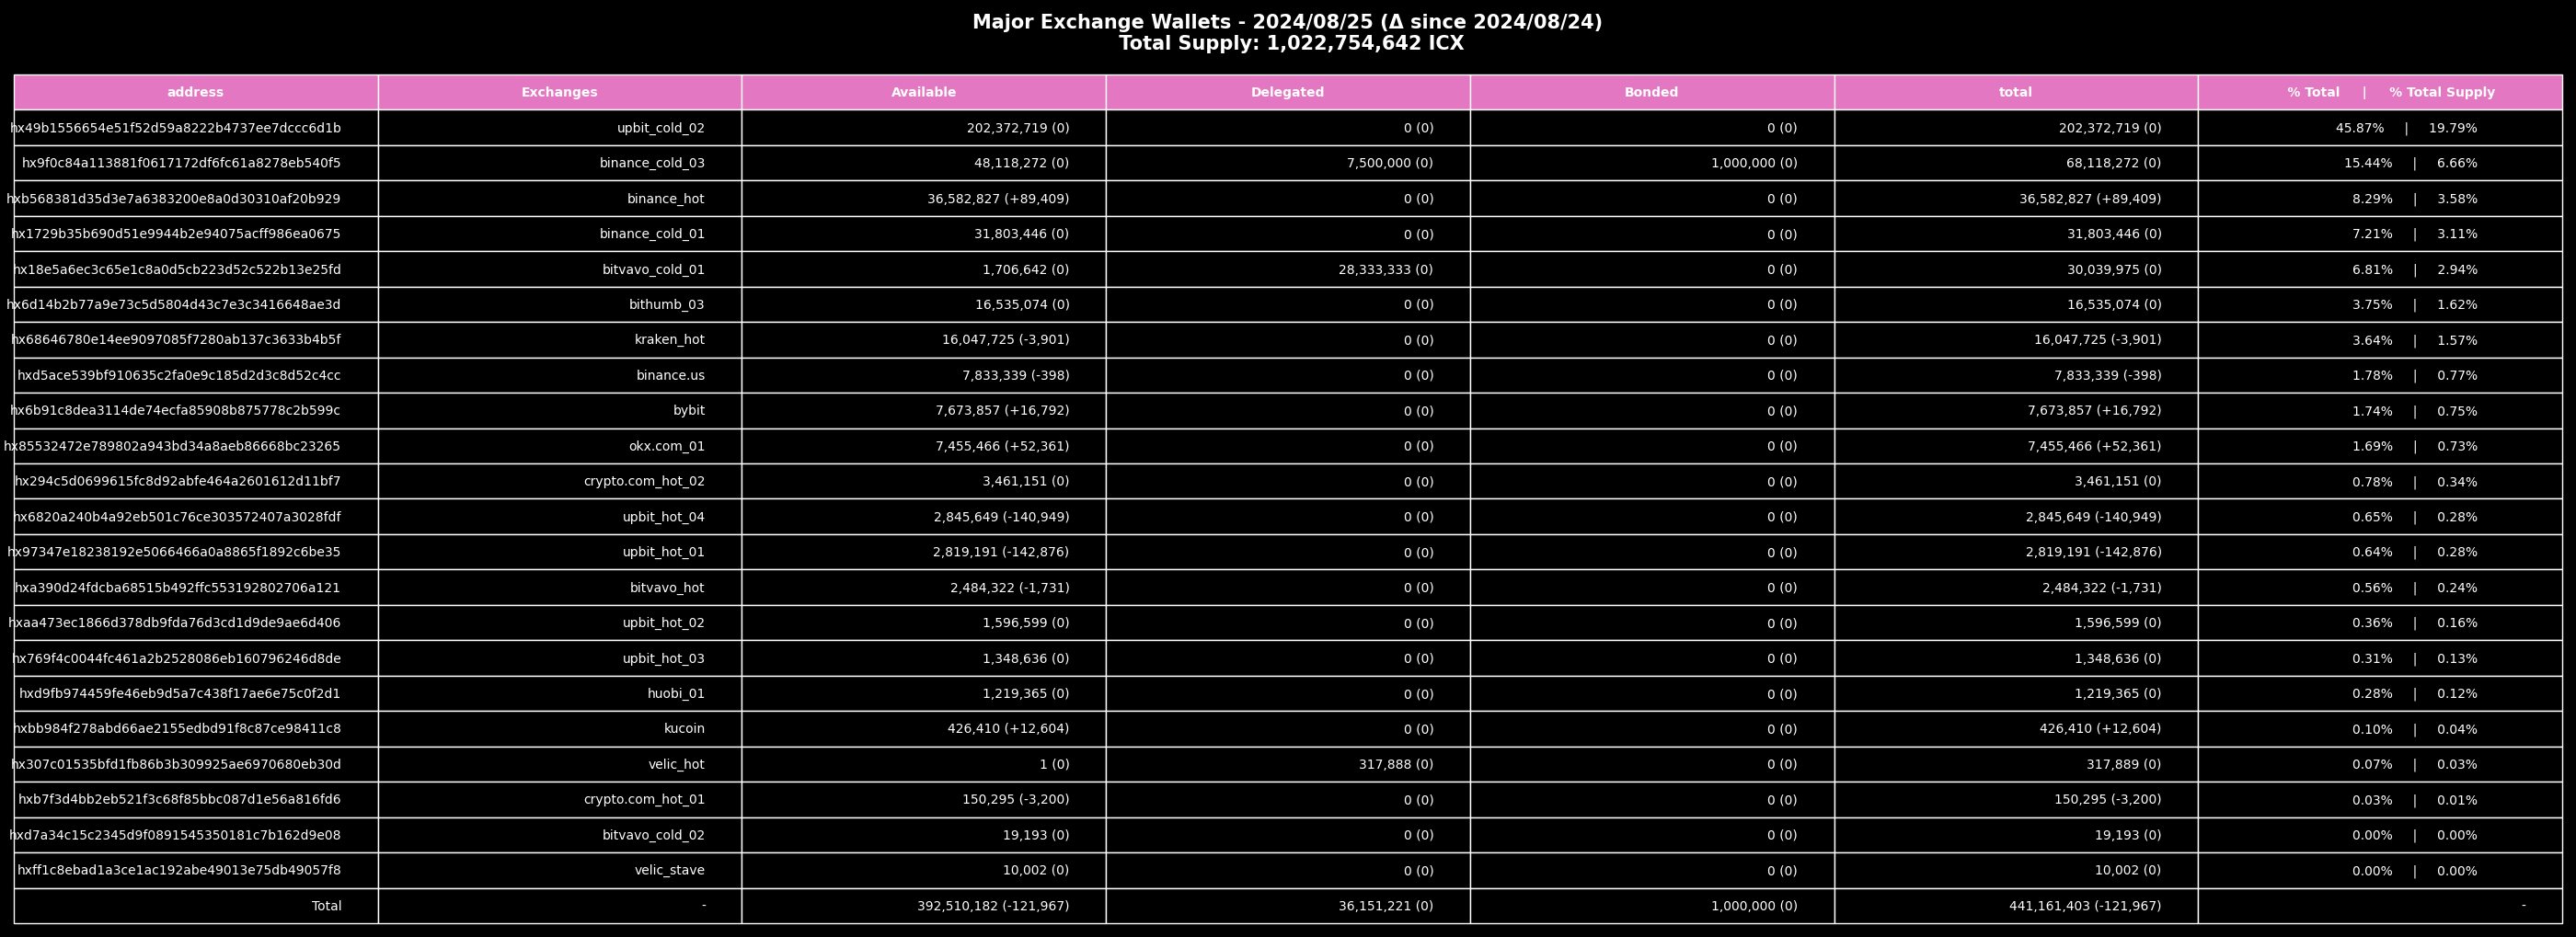 Major Exchange Wallets - 2024/08/25 (Δ since 2024/08/24)
Total Supply: 1,022,754,642 ICX
address Exchanges Available Delegated Bonded total % Total | % Total Supply
hx49b1556654e51f52d59a8222b4737ee7dccc6d1b upbit_cold_02 202,372,719 (0) 0 (0) 0 (0) 202,372,719 (0) 45.87% | 19.79%
hx9f0c84a113881f0617172df6fc61a8278eb540f5 binance_cold_03 48,118,272 (0) 7,500,000 (0) 1,000,000 (0) 68,118,272 (0) 15.44% | 6.66%
hxb568381d35d3e7a6383200e8a0d30310af20b929 binance_hot 36,582,827 (+89,409) 0 (0) 0 (0) 36,582,827 (+89,409) 8.29% | 3.58%
hx1729b35b690d51e9944b2e94075acff986ea0675 binance_cold_01 31,803,446 (0) 0 (0) 0 (0) 31,803,446 (0) 7.21% | 3.11%
hx18e5a6ec3c65e1c8a0d5cb223d52c522b13e25fd bitvavo_cold_01 1,706,642 (0) 28,333,333 (0) 0 (0) 30,039,975 (0) 6.81% | 2.94%
hx6d14b2b77a9e73c5d5804d43c7e3c3416648ae3d bithumb_03 16,535,074 (0) 0 (0) 0 (0) 16,535,074 (0) 3.75% | 1.62%
hx68646780e14ee9097085f7280ab137c3633b4b5f kraken_hot 16,047,725 (-3,901) 0 (0) 0 (0) 16,047,725 (-3,901) 3.64% | 1.57%
hxd5ace539bf910635c2fa0e9c185d2d3c8d52c4cc binance.us 7,833,339 (-398) 0 (0) 0 (0) 7,833,339 (-398) 1.78% | 0.77%
hx6b91c8dea3114de74ecfa85908b875778c2b599c bybit 7,673,857 (+16,792) 0 (0) 0 (0) 7,673,857 (+16,792) 1.74% | 0.75%
hx85532472e789802a943bd34a8aeb86668bc23265 okx.com_01 7,455,466 (+52,361) 0 (0) 0 (0) 7,455,466 (+52,361) 1.69% | 0.73%
hx294c5d0699615fc8d92abfe464a2601612d11bf7 crypto.com_hot_02 3,461,151 (0) 0 (0) 0 (0) 3,461,151 (0) 0.78% | 0.34%
hx6820a240b4a92eb501c76ce303572407a3028fdf upbit_hot_04 2,845,649 (-140,949) 0 (0) 0 (0) 2,845,649 (-140,949) 0.65% | 0.28%
hx97347e18238192e5066466a0a8865f1892c6be35 upbit_hot_01 2,819,191 (-142,876) 0 (0) 0 (0) 2,819,191 (-142,876) 0.64% | 0.28%
hxa390d24fdcba68515b492ffc553192802706a121 bitvavo_hot 2,484,322 (-1,731) 0 (0) 0 (0) 2,484,322 (-1,731) 0.56% | 0.24%
hxaa473ec1866d378db9fda76d3cd1d9de9ae6d406 upbit_hot_02 1,596,599 (0) 0 (0) 0 (0) 1,596,599 (0) 0.36% | 0.16%
hx769f4c0044fc461a2b2528086eb160796246d8de upbit_hot_03 1,348,636 (0) 0 (0) 0 (0) 1,348,636 (0) 0.31% | 0.13%
hxd9fb974459fe46eb9d5a7c438f17ae6e75c0f2d1 huobi_01 1,219,365 (0) 0 (0) 0 (0) 1,219,365 (0) 0.28% | 0.12%
hxbb984f278abd66ae2155edbd91f8c87ce98411c8 kucoin 426,410 (+12,604) 0 (0) 0 (0) 426,410 (+12,604) 0.10% | 0.04%
hx307c01535bfd1fb86b3b309925ae6970680eb30d velic_hot 1 (0) 317,888 (0) 0 (0) 317,889 (0) 0.07% | 0.03%
hxb7f3d4bb2eb521f3c68f85bbc087d1e56a816fd6 crypto.com_hot_01 150,295 (-3,200) 0 (0) 0 (0) 150,295 (-3,200) 0.03% | 0.01%
hxd7a34c15c2345d9f0891545350181c7b162d9e08 bitvavo_cold_02 19,193 (0) 0 (0) 0 (0) 19,193 (0) 0.00% | 0.00%
hxff1c8ebad1a3ce1ac192abe49013e75db49057f8 velic_stave 10,002 (0) 0 (0) 0 (0) 10,002 (0) 0.00% | 0.00%
Total - 392,510,182 (-121,967) 36,151,221 (0) 1,000,000 (0) 441,161,403 (-121,967) -